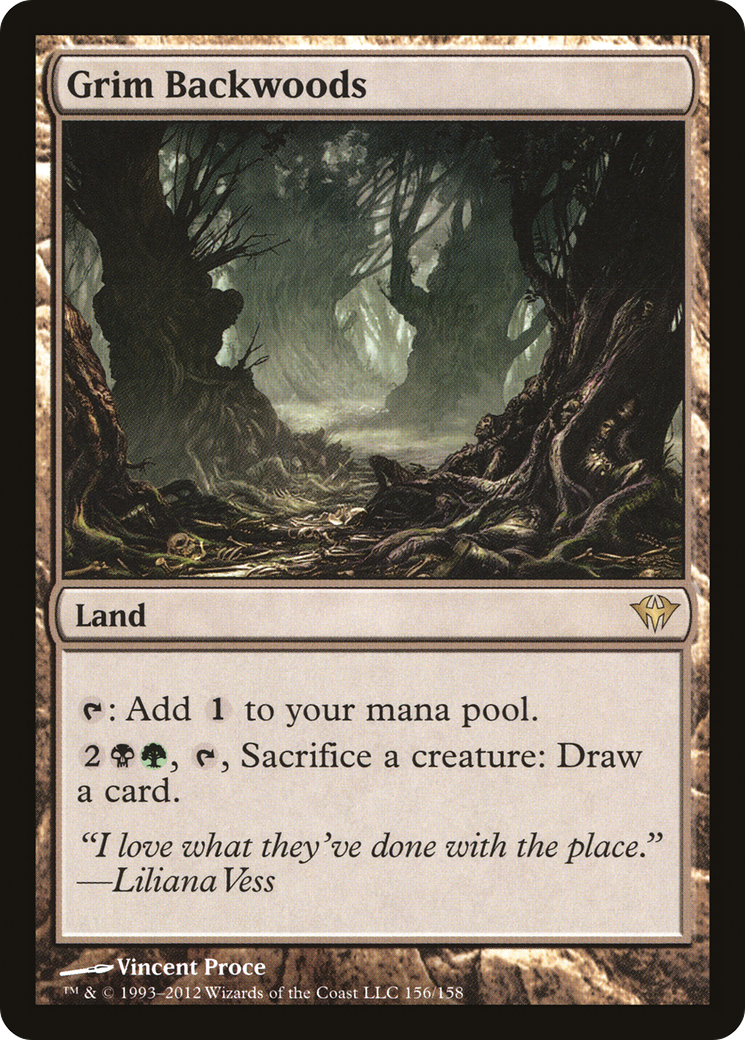 Grim Backwoods
Land
: Add 1 to your mana pool.
2, , Sacrifice a creature: Draw
a card.
“I love what they’ve done with the place.”
—Liliana Vess
Vincent Proce
™ & © 1993–2012 Wizards of the Coast LLC 156/158